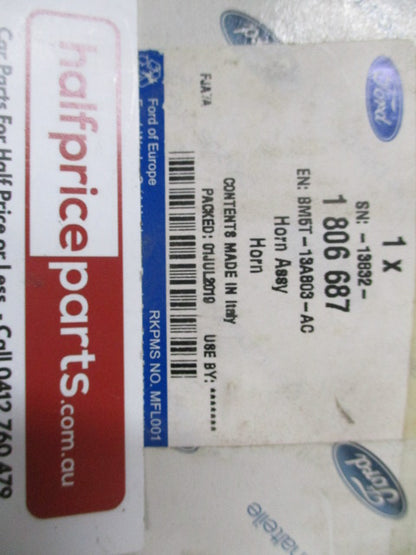 Ford
1 X
SN: -13832-
1 806 687
EN: BM5T-13A803-AC
Horn Assy
Horn
CONTENTS MADE IN Italy
PACKED: 01JUL2019 USE BY: *******
FJA7A
Ford of Europe
RKPMS NO. MFL001
halfpriceparts.com.au
Car Parts For Half Price or Less - Call 0412 760 479
Ford